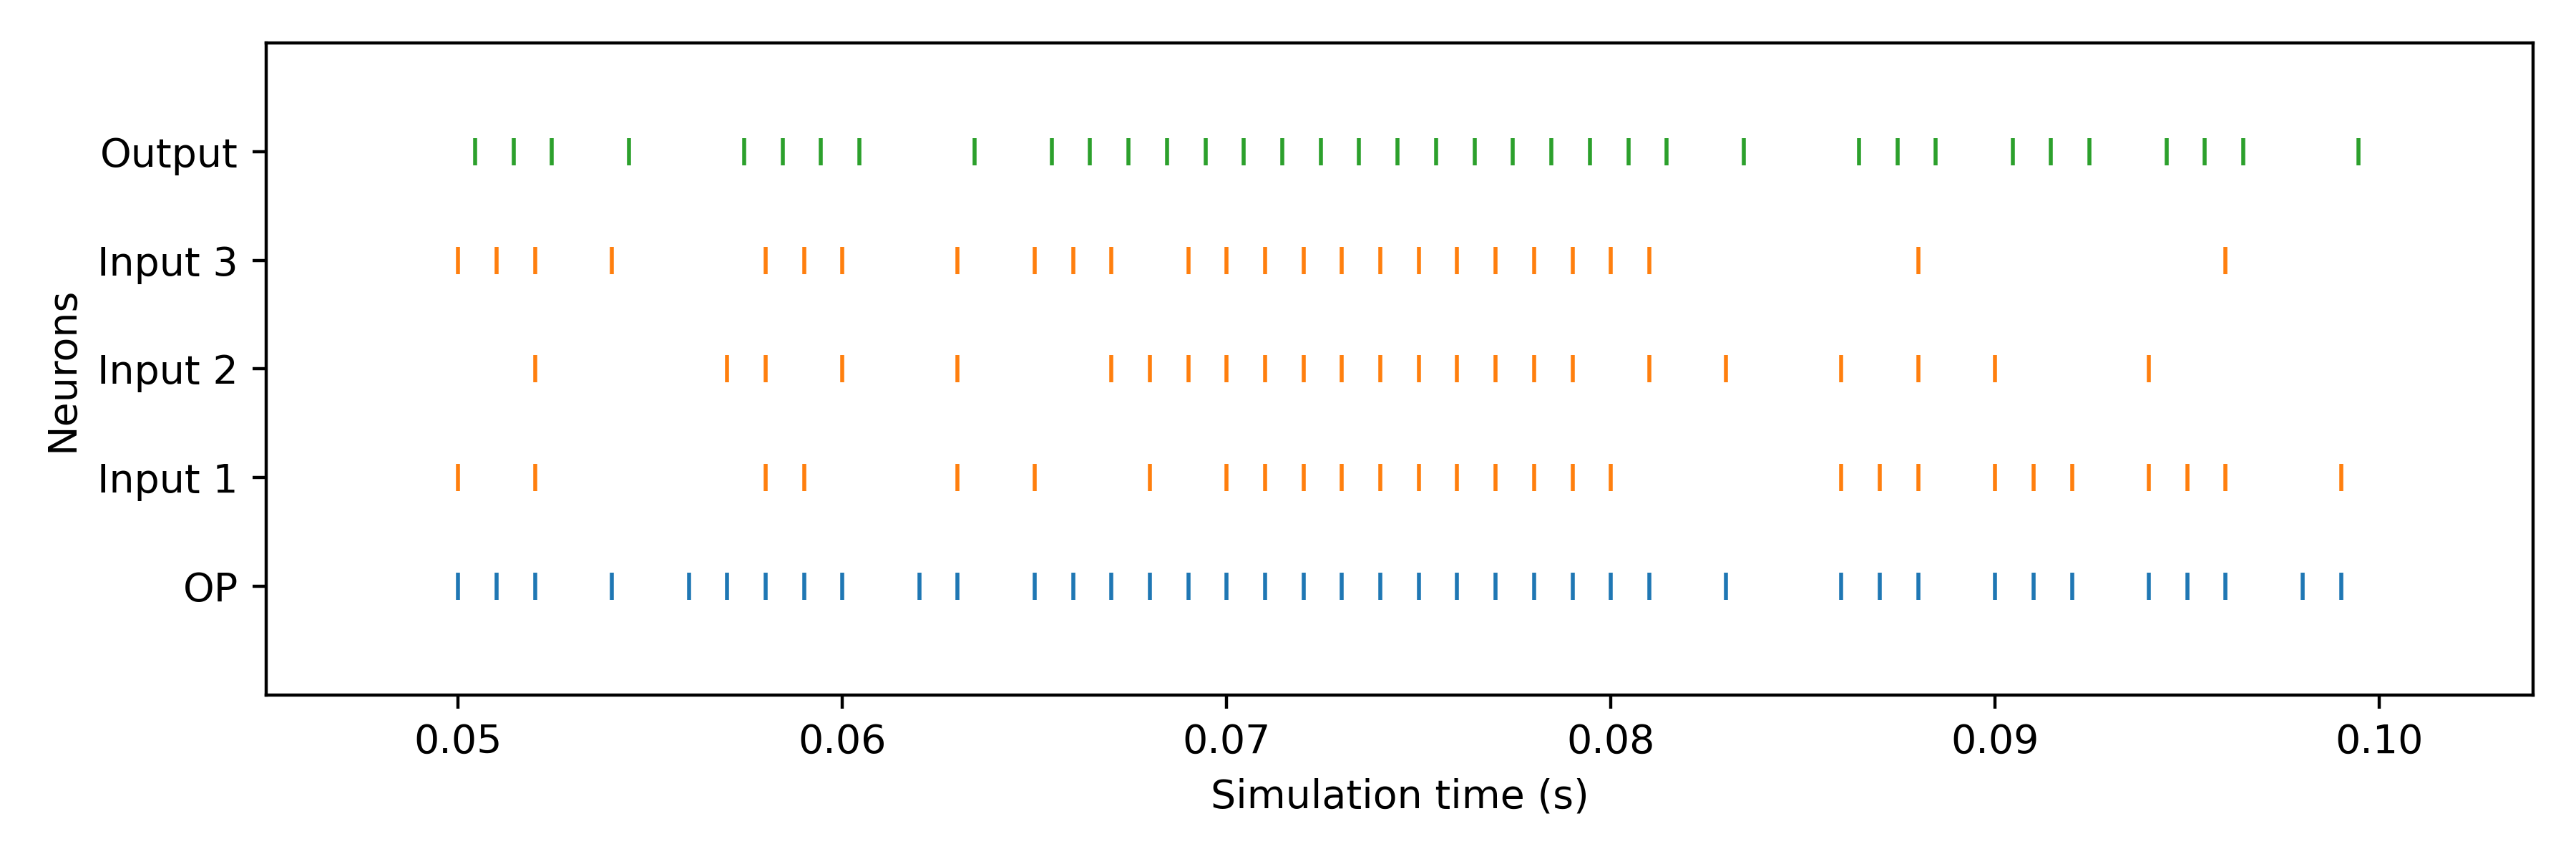 Output
Input 3
Input 2
Input 1
OP
Neurons
0.05 0.06 0.07 0.08 0.09 0.10
Simulation time (s)